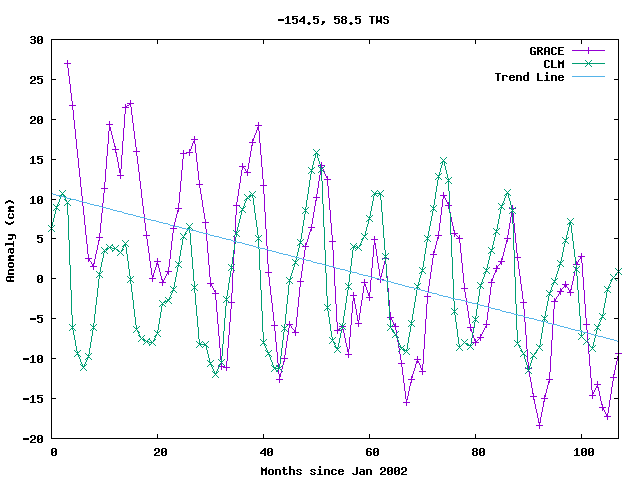 -154.5, 58.5 TWS
30
25
20
15
10
5
0
-5
-10
-15
-20
GRACE
CLM
Trend Line
Anomaly (cm)
0 20 40 60 80 100
Months since Jan 2002